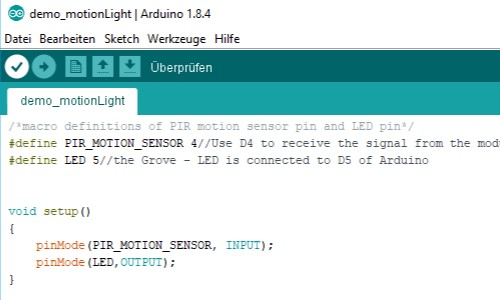 demo_motionLight | Arduino 1.8.4
Datei Bearbeiten Sketch Werkzeuge Hilfe
Überprüfen
demo_motionLight
/*macro definitions of PIR motion sensor pin and LED pin*/
#define PIR_MOTION_SENSOR 4//Use D4 to receive the signal from the modu
#define LED 5//the Grove - LED is connected to D5 of Arduino
void setup()
{
pinMode(PIR_MOTION_SENSOR, INPUT);
pinMode(LED,OUTPUT);
}